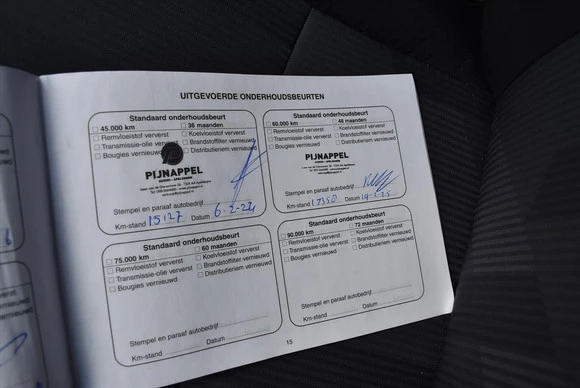 UITGEVOERDE ONDERHOUDSBEURTEN
Standaard onderhoudsbeurt
45.000 km 36 maanden
Remvloeistof ververst Koelvloeistof ververst
Transmissie-olie ververst Brandstoffilter vernieuwd
Bougies vernieuwd Distributieriem vernieuwd
PIJNAPPEL
Stempel en paraaf autobedrijf
Km-stand 15127 Datum 6-2-24
Standaard onderhoudsbeurt
60.000 km 48 maanden
Remvloeistof ververst Koelvloeistof ververst
Transmissie-olie ververst Brandstoffilter vernieuwd
Bougies vernieuwd Distributieriem vernieuwd
PIJNAPPEL
Stempel en paraaf autobedrijf
Km-stand 17350 Datum
Standaard onderhoudsbeurt
75.000 km 60 maanden
Remvloeistof ververst Koelvloeistof ververst
Transmissie-olie ververst Brandstoffilter vernieuwd
Bougies vernieuwd Distributieriem vernieuwd
Stempel en paraaf autobedrijf
Km-stand Datum
Standaard onderhoudsbeurt
90.000 km 72 maanden
Remvloeistof ververst Koelvloeistof ververst
Transmissie-olie ververst Brandstoffilter vernieuwd
Bougies vernieuwd Distributieriem vernieuwd
Stempel en paraaf autobedrijf
Km-stand Datum
15